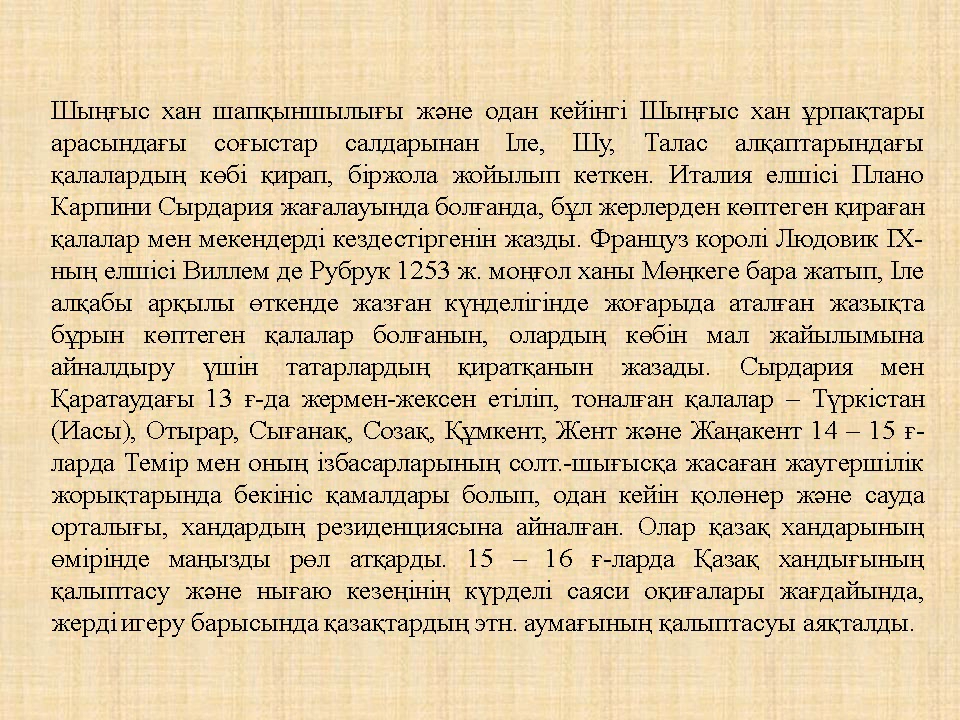 Шыңғыс хан шапқыншылығы және одан кейінгі Шыңғыс хан ұрпақтары
арасындағы соғыстар салдарынан Іле, Шу, Талас алқаптарындағы
қалалардың көбі қирап, біржола жойылып кеткен. Италия елшісі Плано
Карпини Сырдария жағалауында болғанда, бұл жерлерден көптеген қираған
қалалар мен мекендерді кездестіргенін жазды. Француз королі Людовик IX-
ның елшісі Виллем де Рубрук 1253 ж. моңғол ханы Мөңкеге бара жатып, Іле
алқабы арқылы өткенде жазған күнделігінде жоғарыда аталған жазықта
бұрын көптеген қалалар болғанын, олардың көбін мал жайылымына
айналдыру үшін татарлардың қиратқанын жазады. Сырдария мен
Қаратаудағы 13 ғ-да жермен-жексен етіліп, тоналған қалалар – Түркістан
(Иасы), Отырар, Сығанақ, Созақ, Құмкент, Жент және Жаңакент 14 – 15 ғ-
ларда Темір мен оның ізбасарларының солт.-шығысқа жасаған жаугершілік
жорықтарында бекініс қамалдары болып, одан кейін қолөнер және сауда
орталығы, хандардың резиденциясына айналған. Олар қазақ хандарының
өмірінде маңызды рөл атқарды. 15 – 16 ғ-ларда Қазақ хандығының
қалыптасу және нығаю кезеңінің күрделі саяси оқиғалары жағдайында,
жерді игеру барысында қазақтардың этн. аумағының қалыптасуы аяқталды.